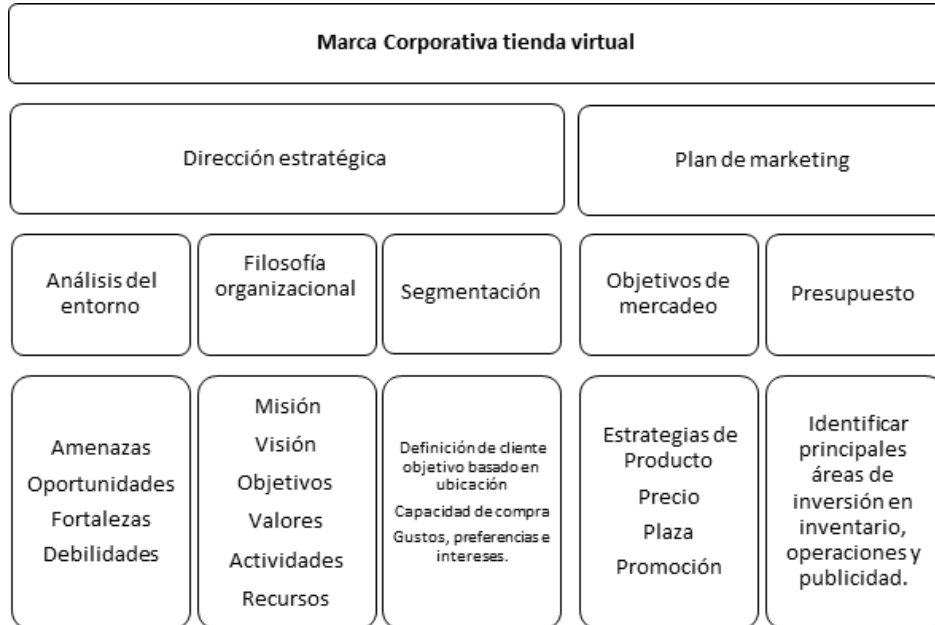 Marca Corporativa tienda virtual
Dirección estratégica
Plan de marketing
Análisis del
entorno
Filosofía
organizacional
Segmentación
Objetivos de
mercadeo
Presupuesto
Amenazas
Oportunidades
Fortalezas
Debilidades
Misión
Visión
Objetivos
Valores
Actividades
Recursos
Definición de cliente
objetivo basado en
ubicación
Capacidad de compra
Gustos, preferencias e
intereses.
Estrategias de
Producto
Precio
Plaza
Promoción
Identificar
principales
áreas de
inversión en
inventario,
operaciones y
publicidad.